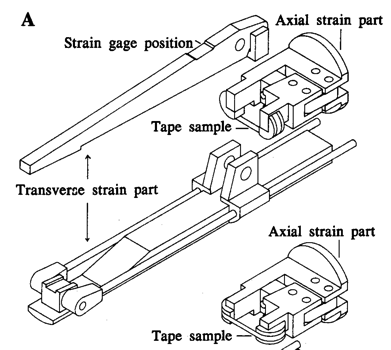 A
Axial strain part
Strain gage position
Tape sample
Transverse strain part
Axial strain part
Tape sample